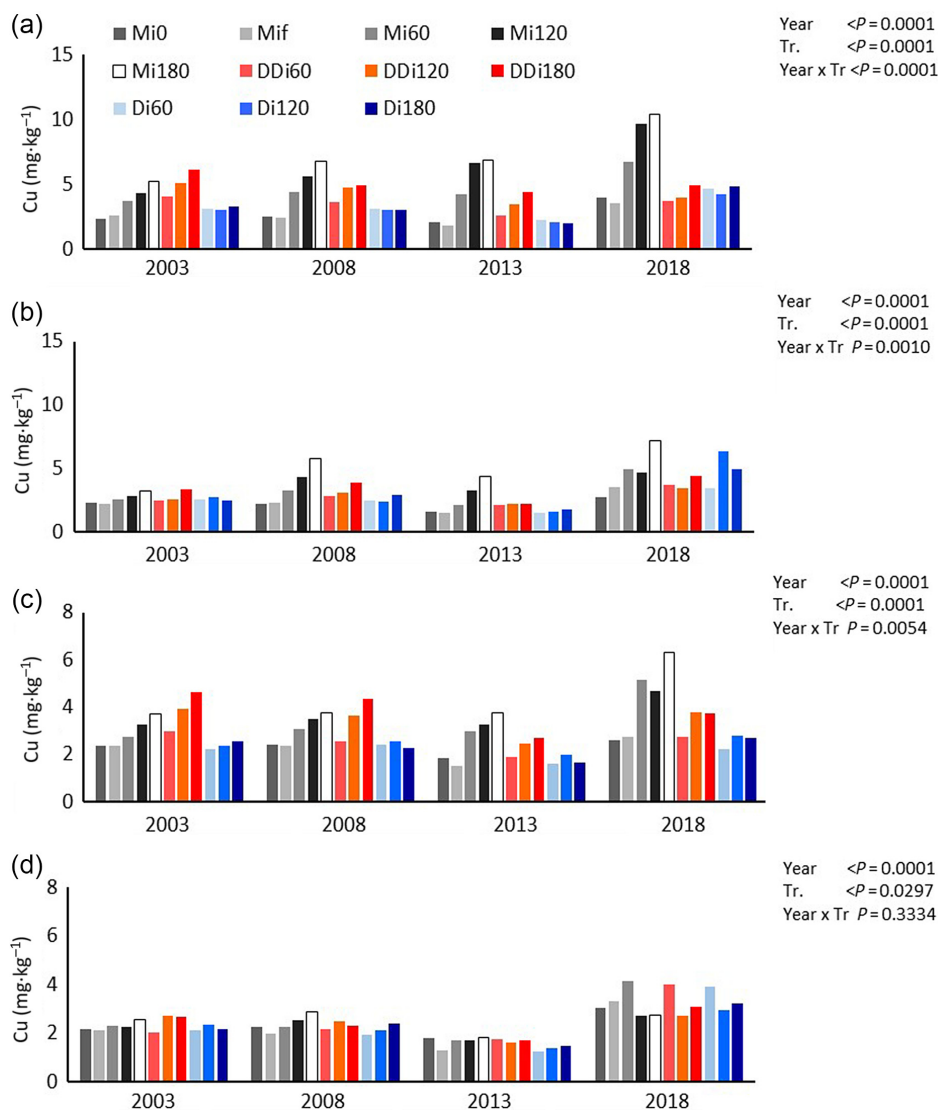 (a)
Mi0 Mif Mi60 Mi120
Mi180 DDi60 DDi120 DDi180
Di60 Di120 Di180
Year <P = 0.0001
Tr. <P = 0.0001
Year x Tr <P = 0.0001
Cu (mg·kg⁻¹)
15
10
5
0
2003 2008 2013 2018
(b)
Year <P = 0.0001
Tr. <P = 0.0001
Year x Tr P = 0.0010
Cu (mg·kg⁻¹)
15
10
5
0
2003 2008 2013 2018
(c)
Year <P = 0.0001
Tr. <P = 0.0001
Year x Tr P = 0.0054
Cu (mg·kg⁻¹)
8
6
4
2
0
2003 2008 2013 2018
(d)
Year <P = 0.0001
Tr. <P = 0.0297
Year x Tr P = 0.3334
Cu (mg·kg⁻¹)
8
6
4
2
0
2003 2008 2013 2018